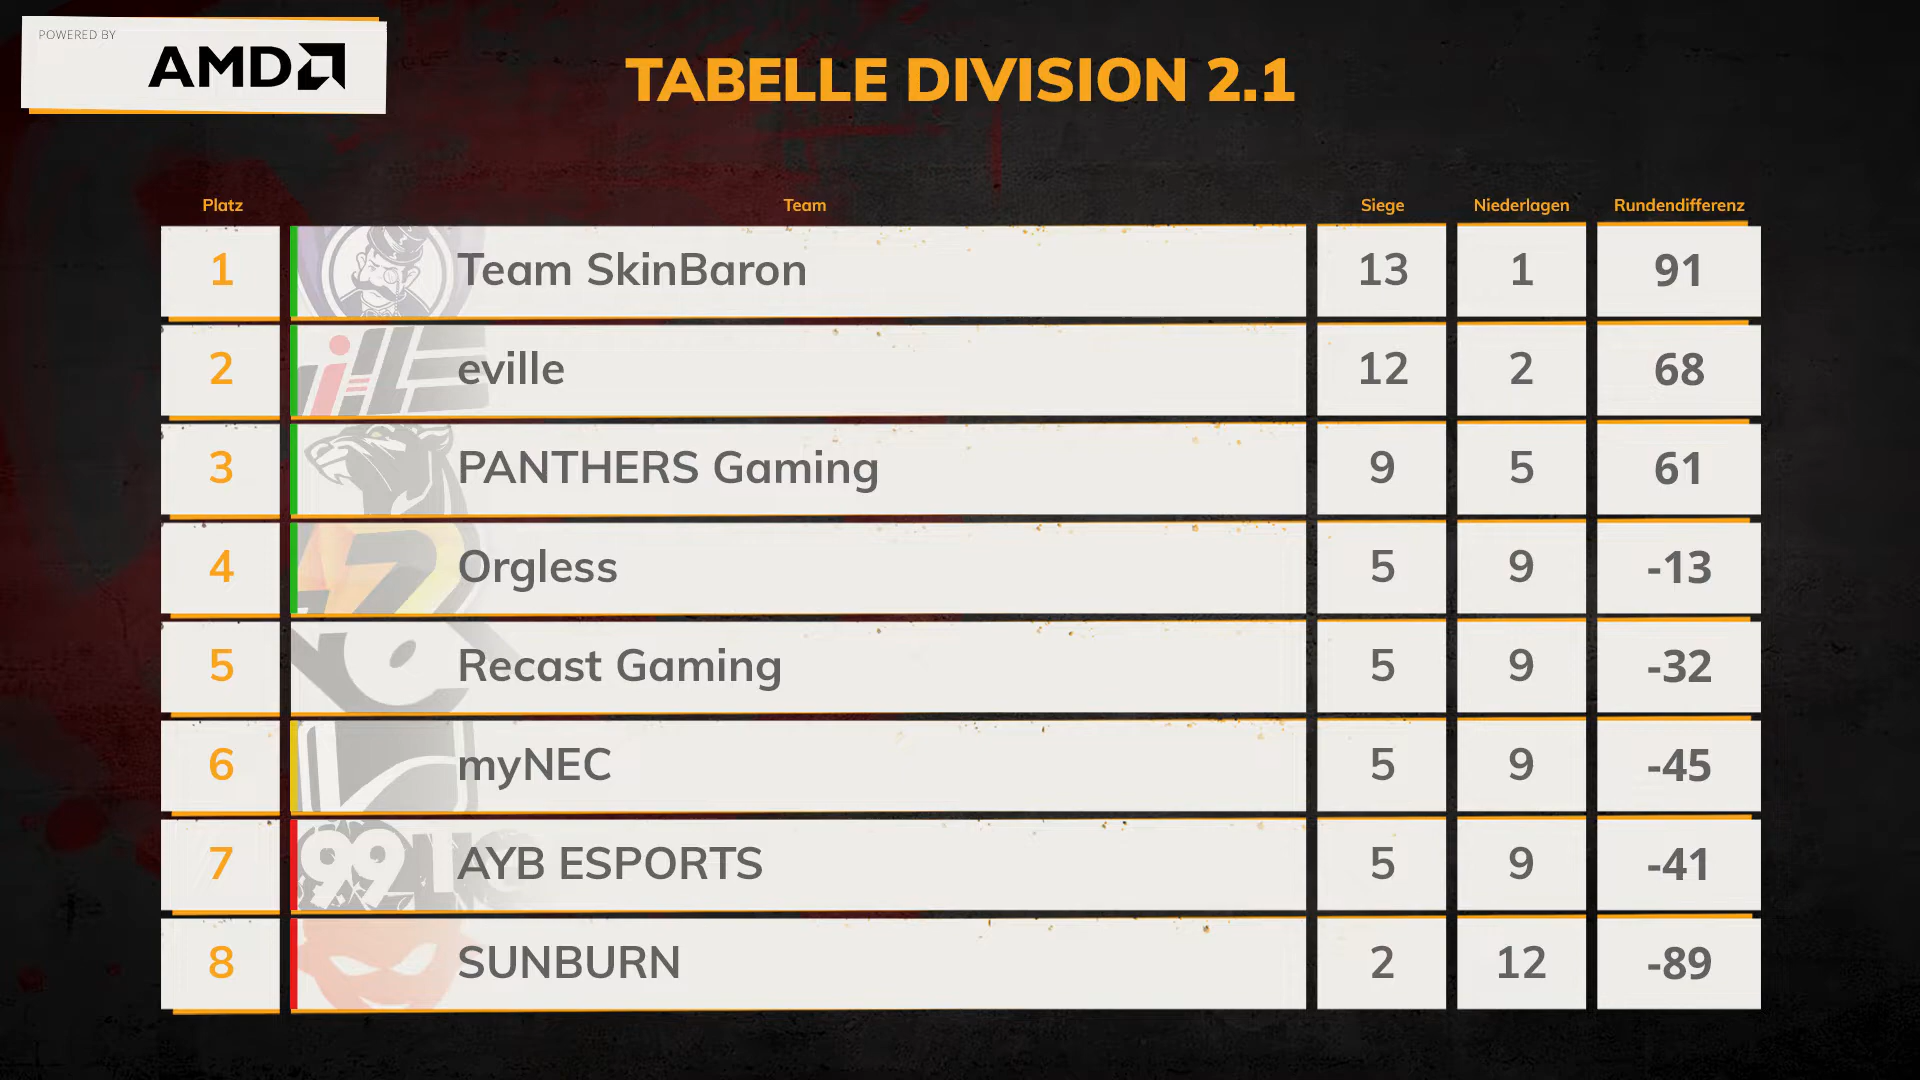 POWERED BY
AMD
TABELLE DIVISION 2.1
Platz Team Siege Niederlagen Rundendifferenz
1 Team SkinBaron 13 1 91
2 eville 12 2 68
3 PANTHERS Gaming 9 5 61
4 Orgless 5 9 -13
5 Recast Gaming 5 9 -32
6 myNEC 5 9 -45
7 99 AYB ESPORTS 5 9 -41
8 SUNBURN 2 12 -89